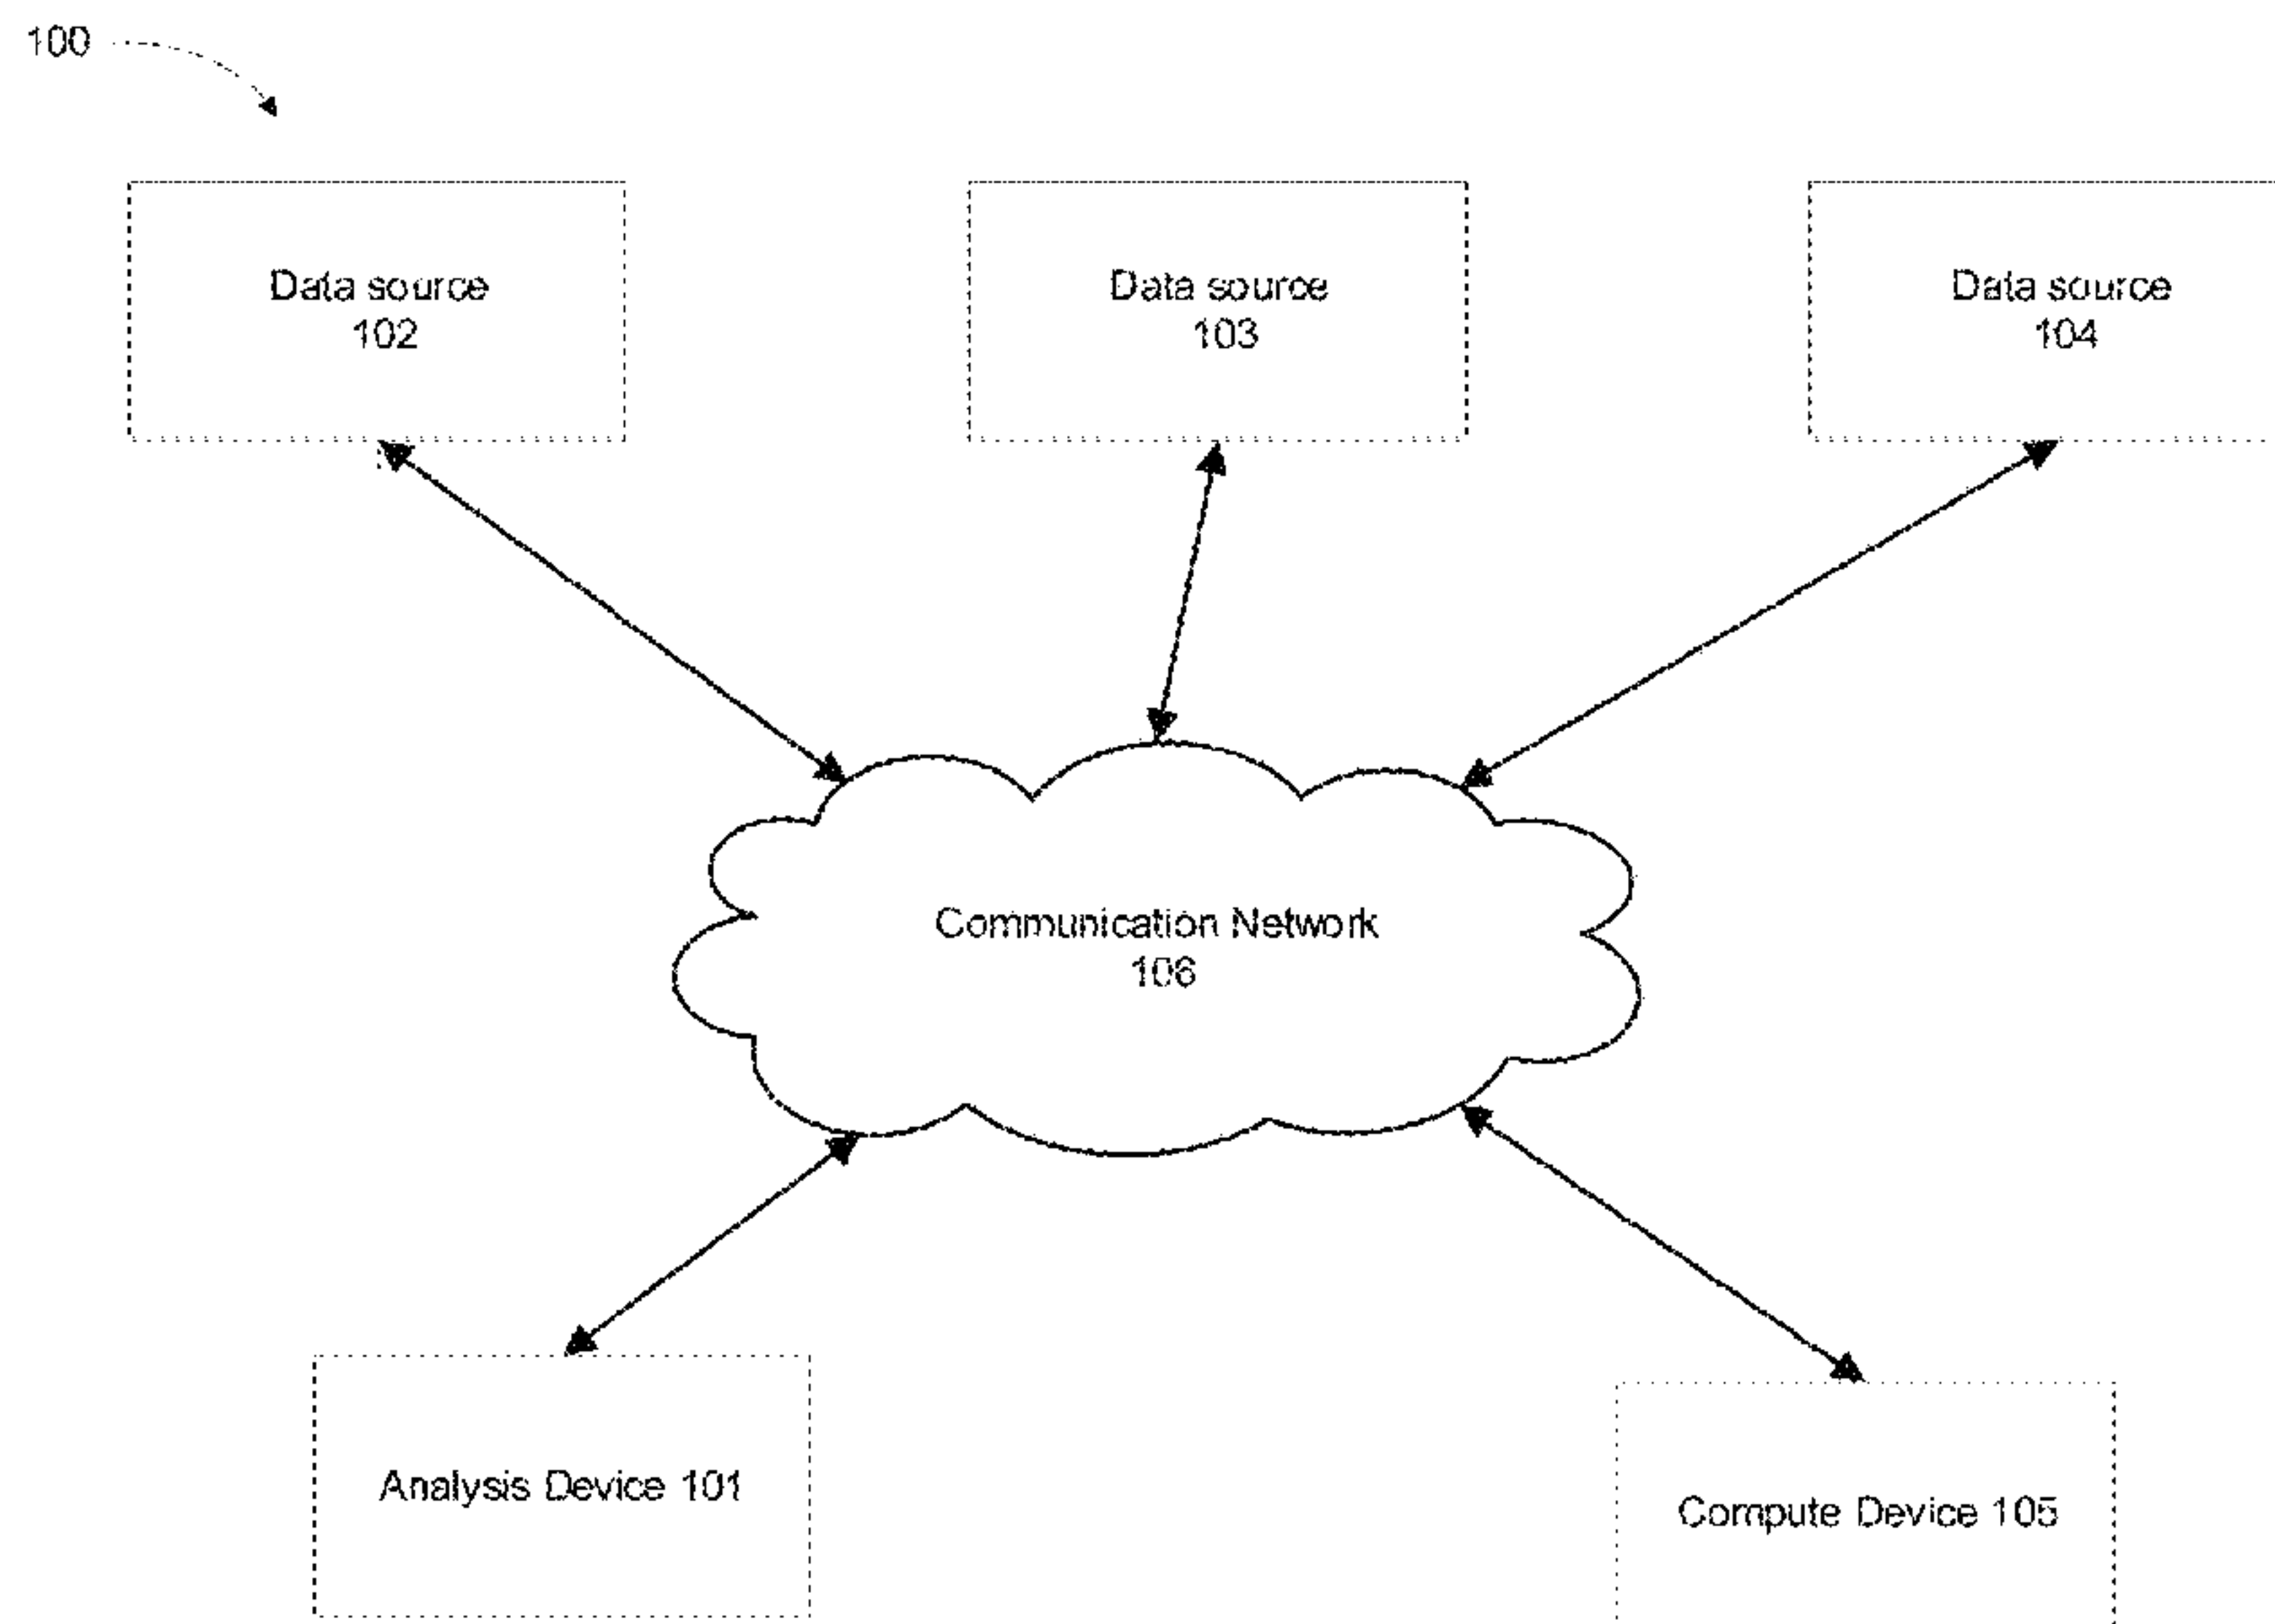 100
Data source
102
Data source
103
Data source
104
Communication Network
106
Analysis Device 101
Compute Device 105